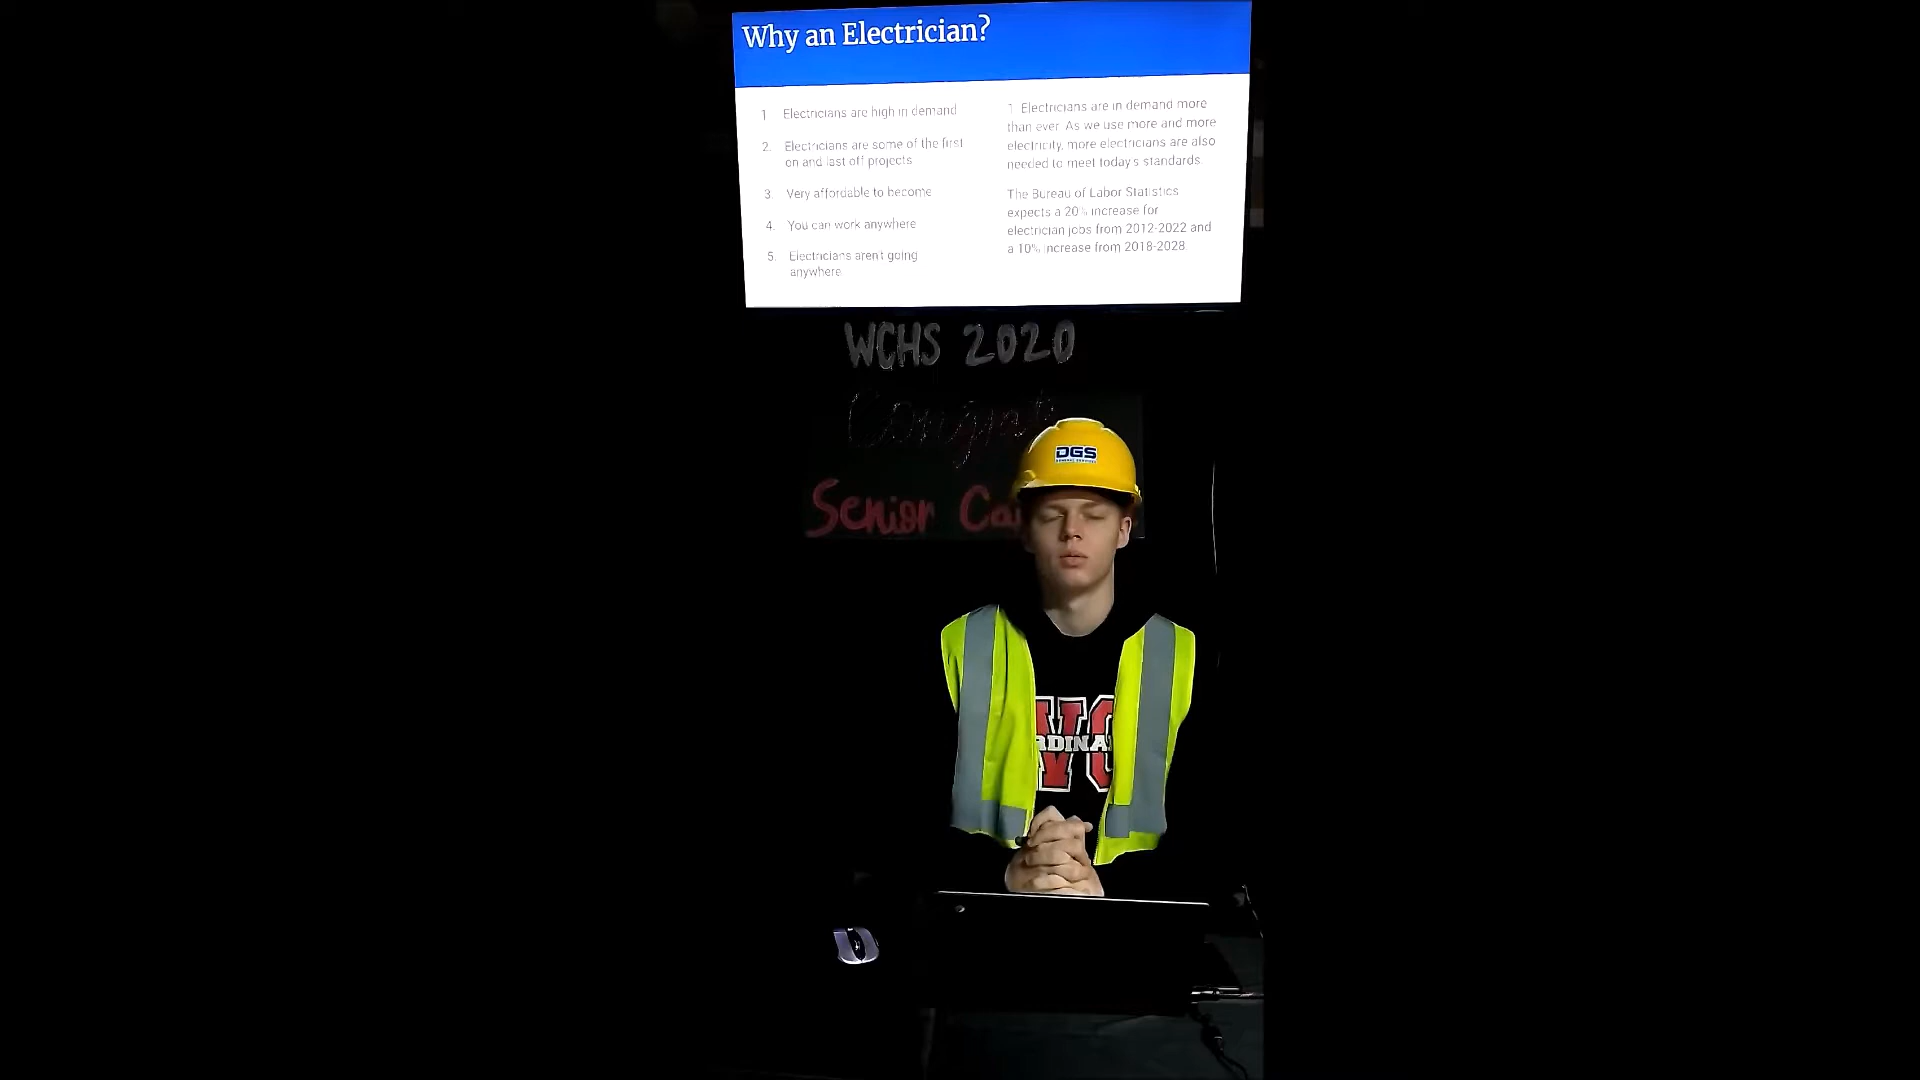 Why an Electrician?
1 Electricians are high in demand
2. Electricians are some of the first
on and last off projects
3. Very affordable to become
4. You can work anywhere
5. Electricians aren't going
anywhere
1. Electricians are in demand more
than ever. As we use more and more
electricity, more electricians are also
needed to meet today's standards.
The Bureau of Labor Statistics
expects a 20% increase for
electrician jobs from 2012-2022 and
a 10% increase from 2018-2028
WCHS 2020
Senior
DGS
WC